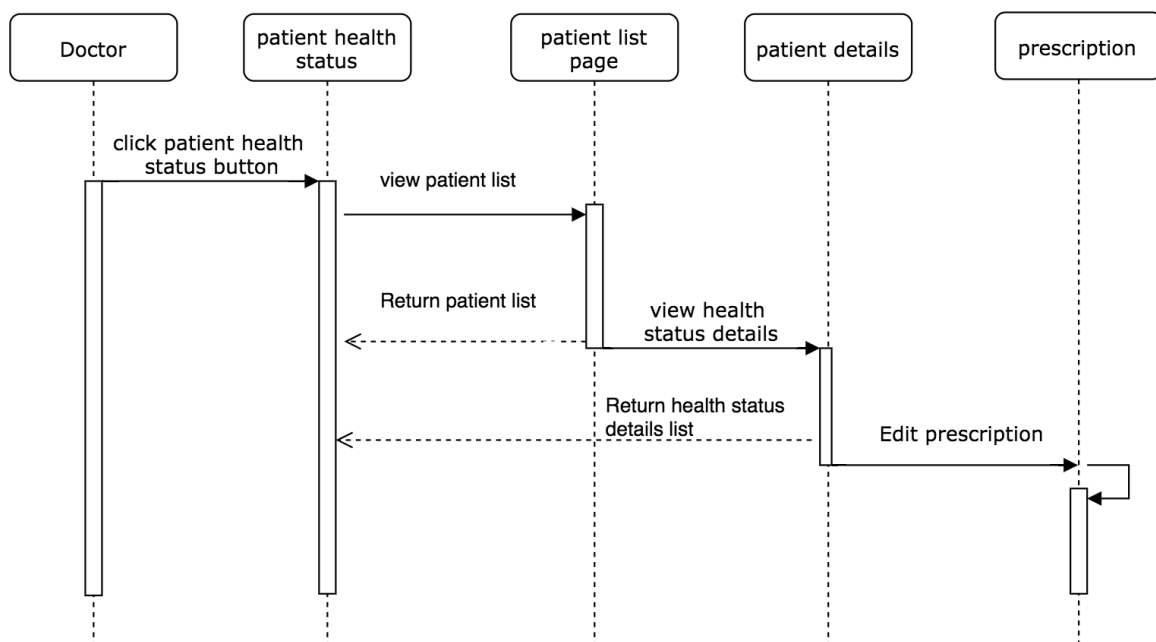 Doctor
patient health
status
patient list
page
patient details
prescription
click patient health
status button
view patient list
Return patient list
view health
status details
Return health status
details list
Edit prescription